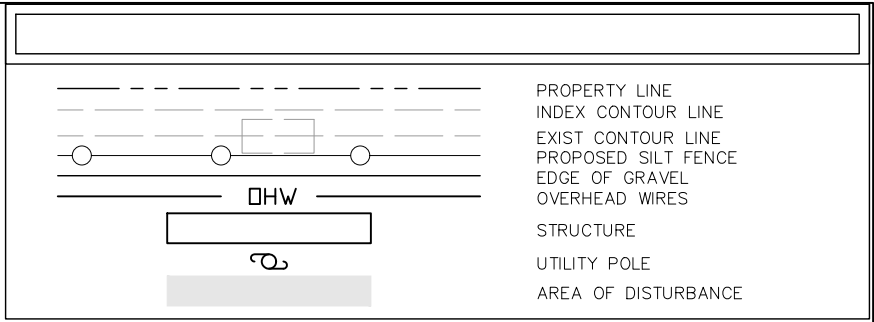 PROPERTY LINE
INDEX CONTOUR LINE
EXIST CONTOUR LINE
PROPOSED SILT FENCE
EDGE OF GRAVEL
OHW OVERHEAD WIRES
STRUCTURE
UTILITY POLE
AREA OF DISTURBANCE